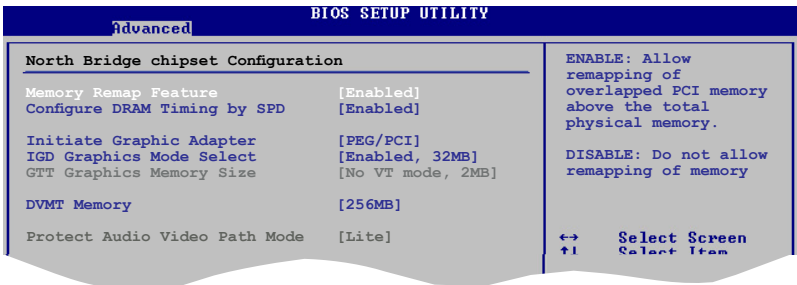 BIOS SETUP UTILITY
Advanced
North Bridge chipset Configuration
Memory Remap Feature [Enabled]
Configure DRAM Timing by SPD [Enabled]
Initiate Graphic Adapter [PEG/PCI]
IGD Graphics Mode Select [Enabled, 32MB]
GTT Graphics Memory Size [No VT mode, 2MB]
DVMT Memory [256MB]
Protect Audio Video Path Mode [Lite]
ENABLE: Allow
remapping of
overlapped PCI memory
above the total
physical memory.
DISABLE: Do not allow
remapping of memory
←→ Select Screen
↑↓ Select Item